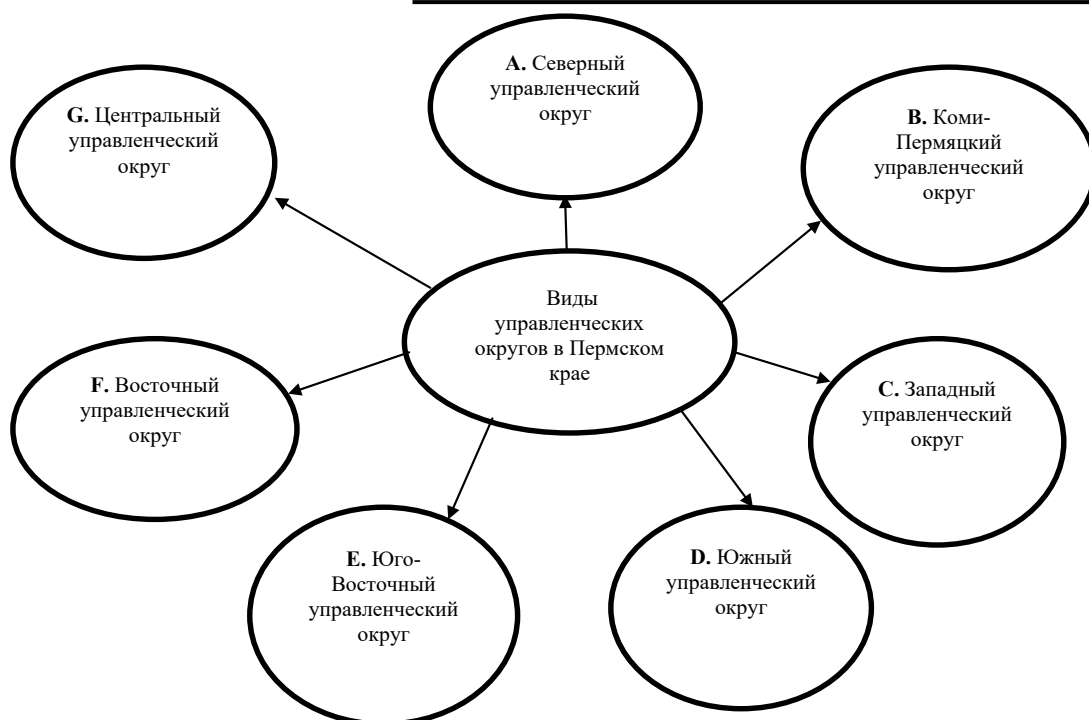 A. Северный
управленческий
округ
G. Центральный
управленческий
округ
B. Коми-
Пермяцкий
управленческий
округ
Виды
управленческих
округов в Пермском
крае
F. Восточный
управленческий
округ
C. Западный
управленческий
округ
E. Юго-
Восточный
управленческий
округ
D. Южный
управленческий
округ